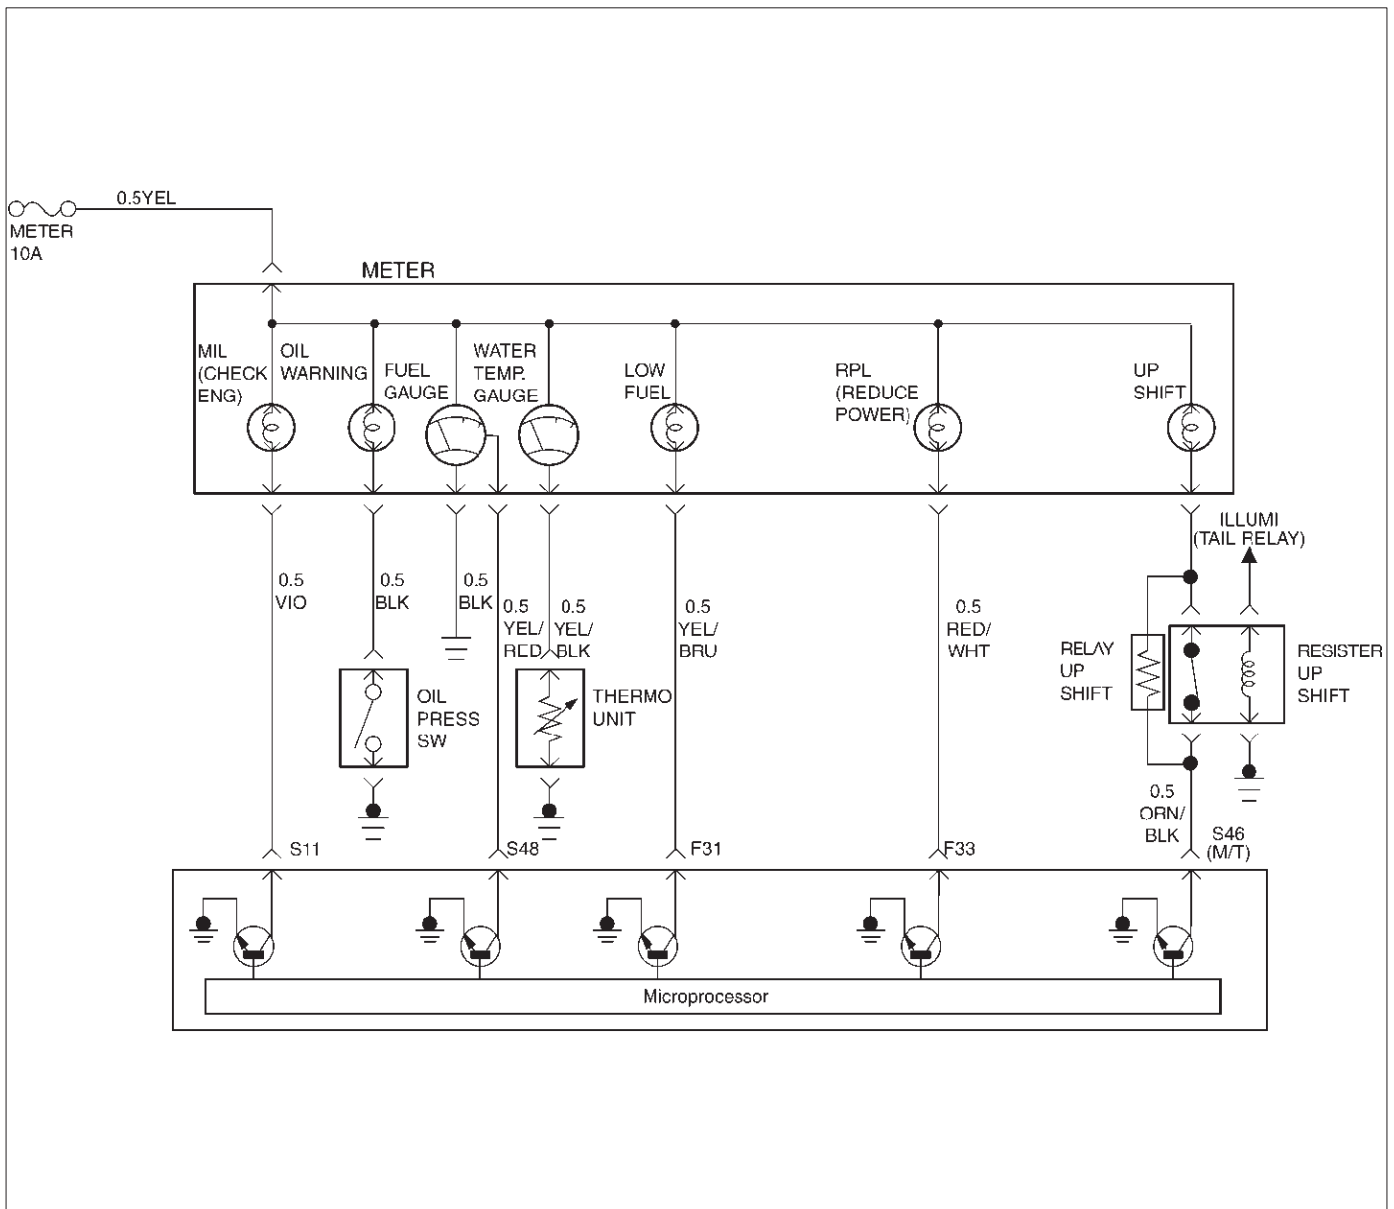 0.5YEL
METER
10A
METER
MIL
(CHECK
ENG)
OIL
WARNING
FUEL
GAUGE
WATER
TEMP.
GAUGE
LOW
FUEL
RPL
(REDUCE
POWER)
UP
SHIFT
ILLUMI
(TAIL RELAY)
0.5
VIO
0.5
BLK
0.5
BLK
0.5
YEL/
RED
0.5
YEL/
BLK
0.5
YEL/
BRU
0.5
RED/
WHT
RELAY
UP
SHIFT
RESISTER
UP
SHIFT
OIL
PRESS
SW
THERMO
UNIT
0.5
ORN/
BLK
S11
S48
F31
F33
S46
(M/T)
Microprocessor